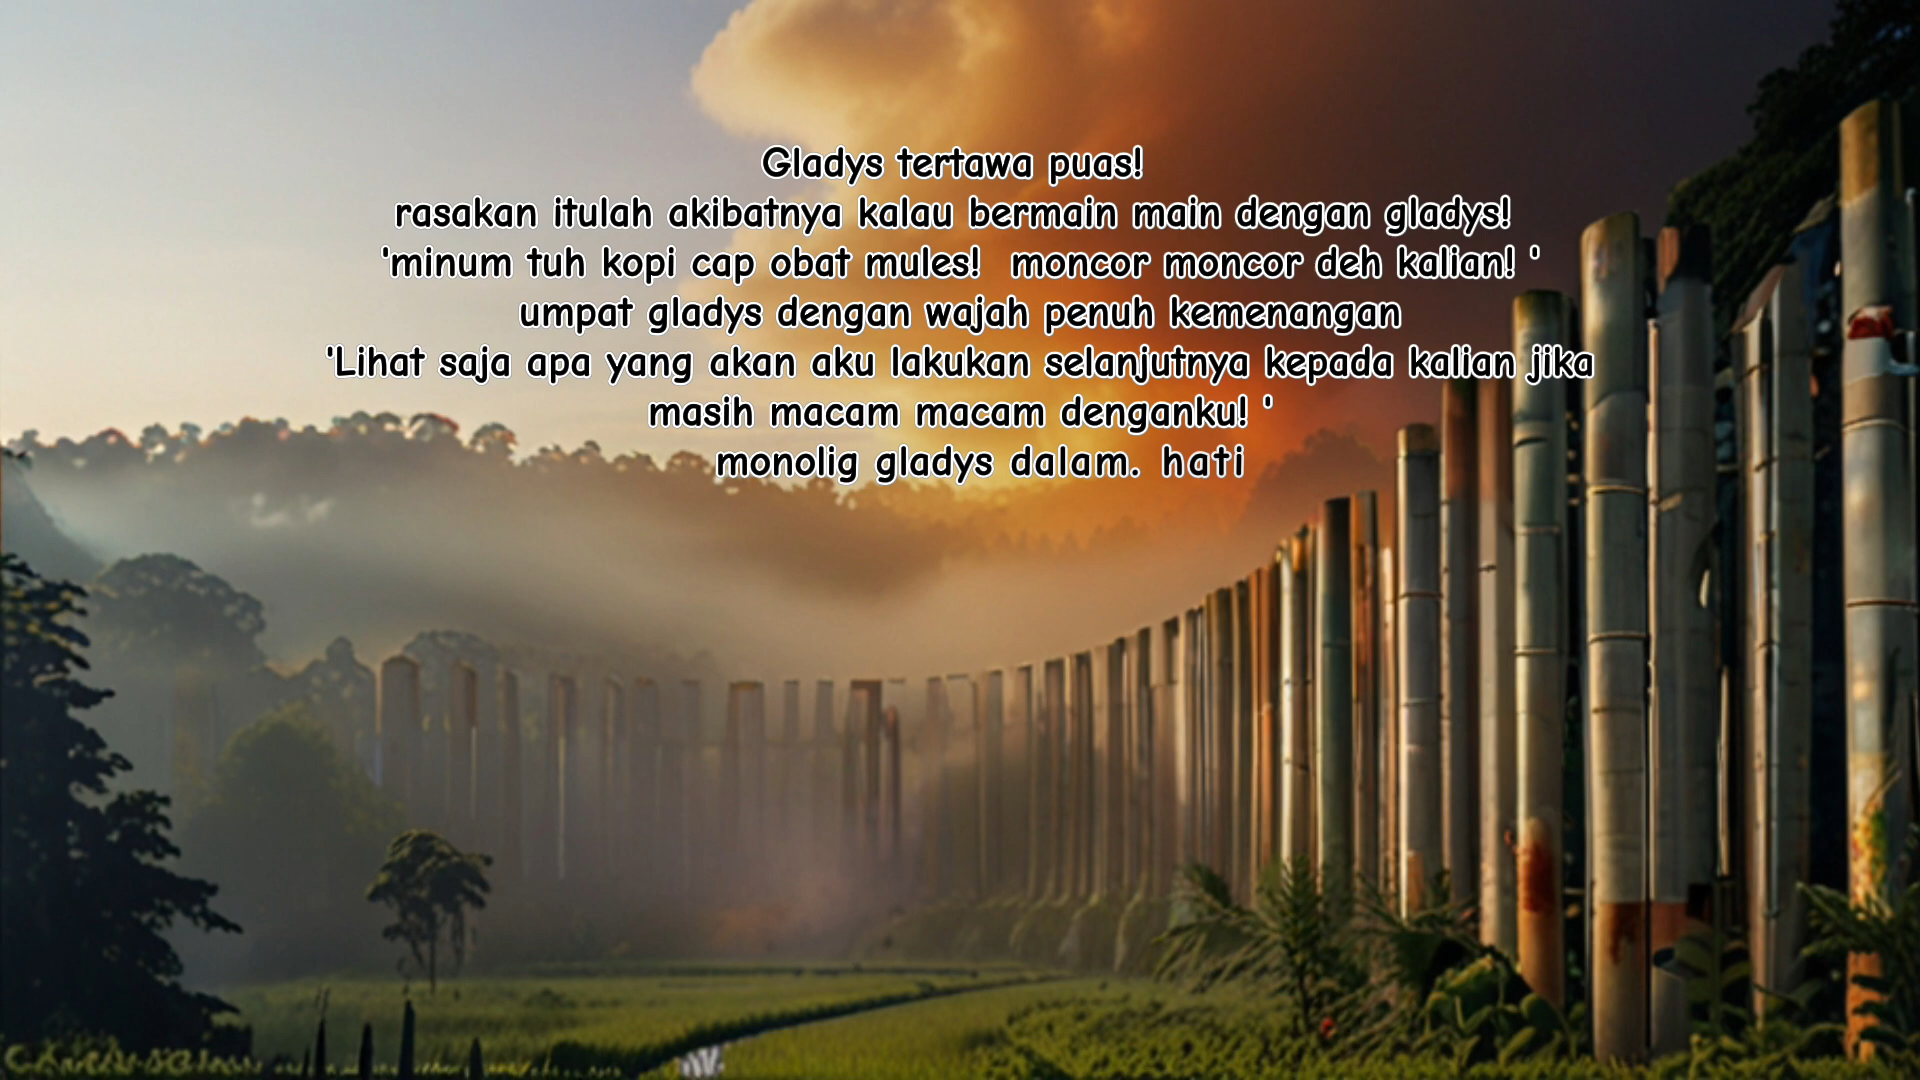 Gladys tertawa puas!
rasakan itulah akibatnya kalau bermain main dengan gladys!
'minum tuh kopi cap obat mules!  moncor moncor deh kalian! '
umpat gladys dengan wajah penuh kemenangan
'Lihat saja apa yang akan aku lakukan selanjutnya kepada kalian jika
masih macam macam denganku! '
monolig gladys dalam. hati